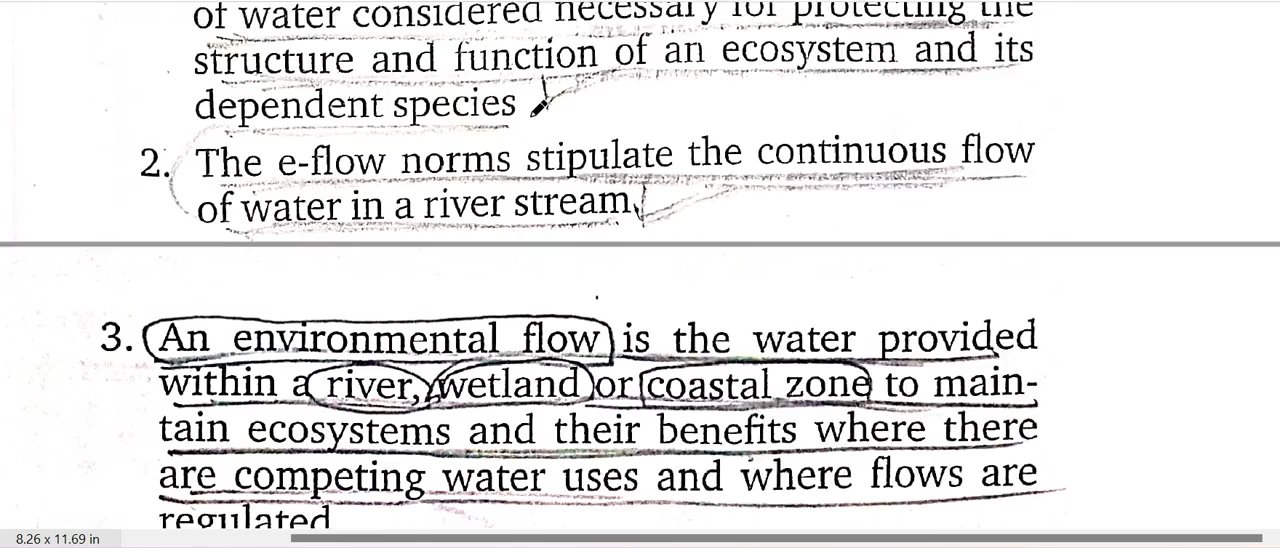 of water considered necessary for protecting the
structure and function of an ecosystem and its
dependent species
2. The e-flow norms stipulate the continuous flow
of water in a river stream.
3. An environmental flow is the water provided
within a river, wetland or coastal zone to main-
tain ecosystems and their benefits where there
are competing water uses and where flows are
regulated
8.26 x 11.69 in